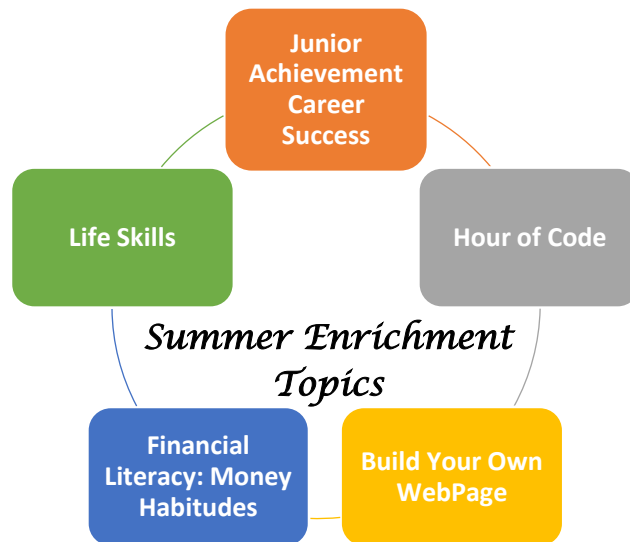 Junior
Achievement
Career
Success
Life Skills
Hour of Code
Summer Enrichment
Topics
Financial
Literacy: Money
Habitudes
Build Your Own
WebPage